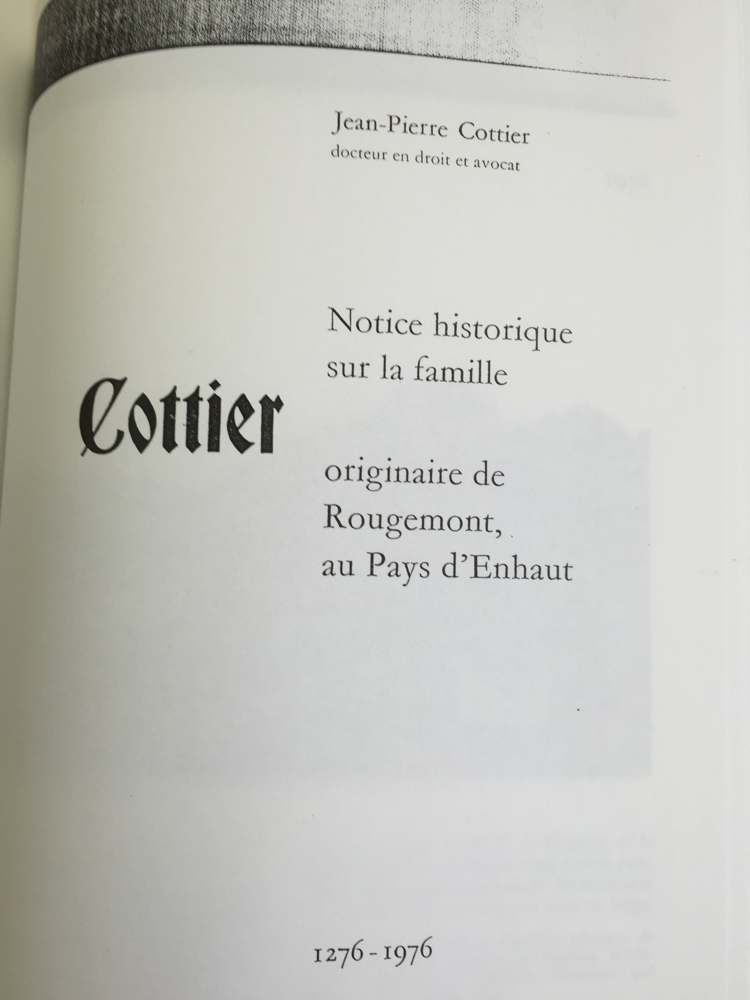 Jean-Pierre Cottier
docteur en droit et avocat
Notice historique
sur la famille
Cottier
originaire de
Rougemont,
au Pays d'Enhaut
1276-1976